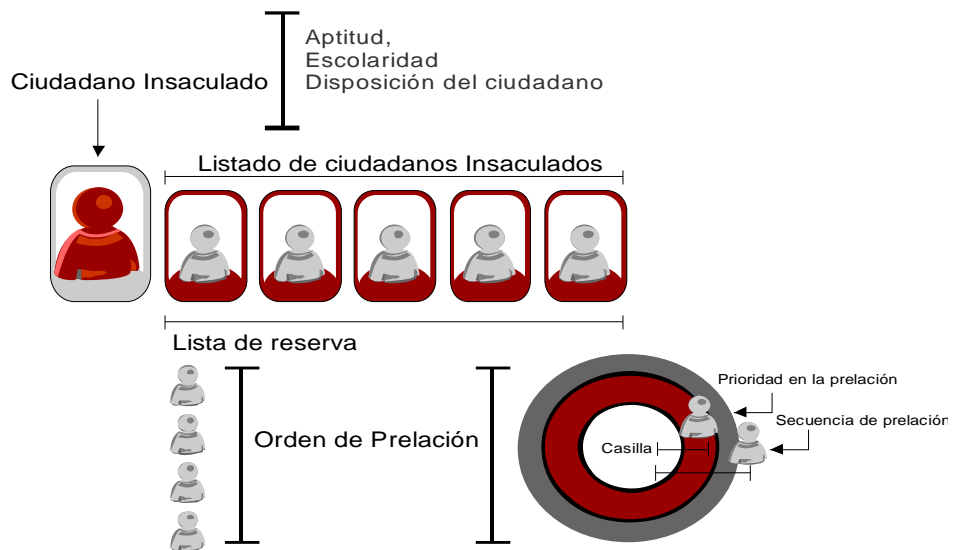 Aptitud,
Escolaridad
Disposición del ciudadano
Ciudadano Insaculado
Listado de ciudadanos Insaculados
Lista de reserva
Orden de Prelación
Prioridad en la prelación
Secuencia de prelación
Casilla